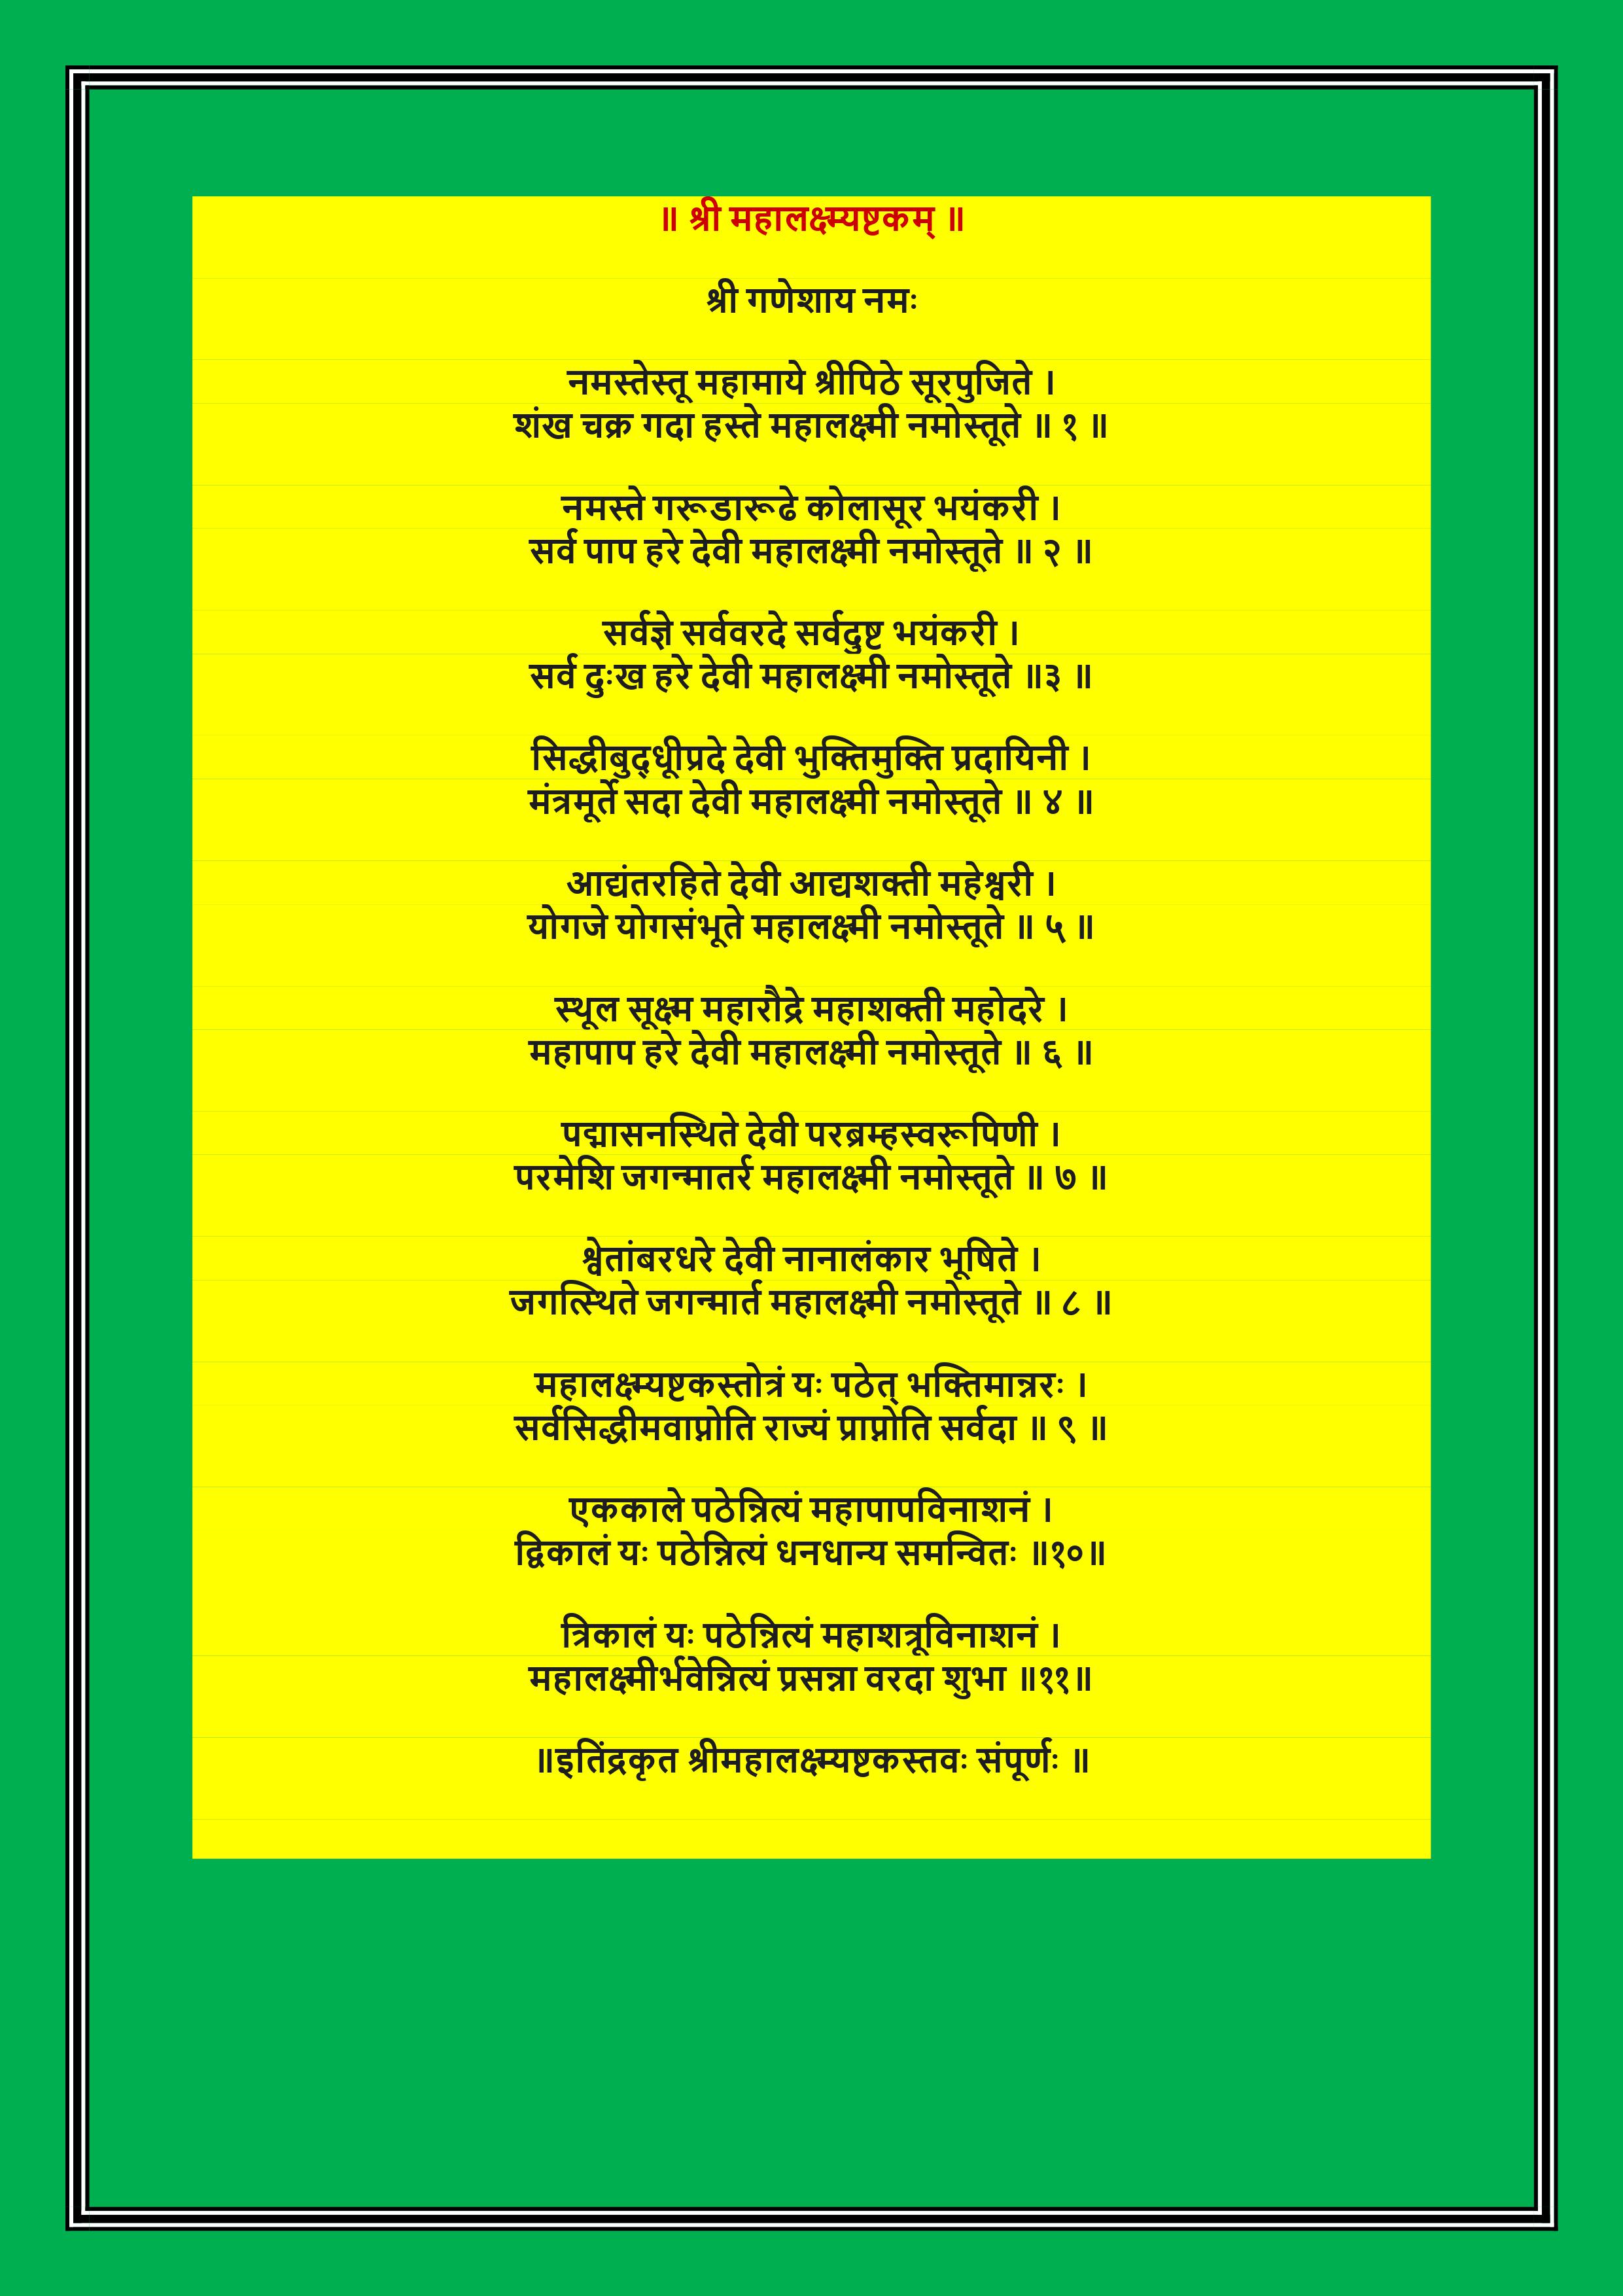 ॥ श्री महालक्ष्म्यष्टकम् ॥
श्री गणेशाय नमः
नमस्तेस्तू महामाये श्रीपिठे सूरपुजिते ।
शंख चक्र गदा हस्ते महालक्ष्मी नमोस्तूते ॥ १ ॥
नमस्ते गरूडारूढे कोलासूर भयंकरी ।
सर्व पाप हरे देवी महालक्ष्मी नमोस्तूते ॥ २ ॥
सर्वज्ञे सर्ववरदे सर्वदुष्ट भयंकरी ।
सर्व दुःख हरे देवी महालक्ष्मी नमोस्तूते ॥३ ॥
सिद्धीबुद्धूीप्रदे देवी भुक्तिमुक्ति प्रदायिनी ।
मंत्रमूर्ते सदा देवी महालक्ष्मी नमोस्तूते ॥ ४ ॥
आद्यंतरहिते देवी आद्यशक्ती महेश्वरी ।
योगजे योगसंभूते महालक्ष्मी नमोस्तूते ॥ ५ ॥
स्थूल सूक्ष्म महारौद्रे महाशक्ती महोदरे ।
महापाप हरे देवी महालक्ष्मी नमोस्तूते ॥ ६ ॥
पद्मासनस्थिते देवी परब्रम्हस्वरूपिणी ।
परमेशि जगन्मातर्र महालक्ष्मी नमोस्तूते ॥ ७ ॥
श्वेतांबरधरे देवी नानालंकार भूषिते ।
जगत्स्थिते जगन्मार्त महालक्ष्मी नमोस्तूते ॥ ८ ॥
महालक्ष्म्यष्टकस्तोत्रं यः पठेत् भक्तिमान्नरः ।
सर्वसिद्धीमवाप्नोति राज्यं प्राप्नोति सर्वदा ॥ ९ ॥
एककाले पठेन्नित्यं महापापविनाशनं ।
द्विकालं यः पठेन्नित्यं धनधान्य समन्वितः ॥१०॥
त्रिकालं यः पठेन्नित्यं महाशत्रूविनाशनं ।
महालक्ष्मीर्भवेन्नित्यं प्रसन्ना वरदा शुभा ॥११॥
॥इतिंद्रकृत श्रीमहालक्ष्म्यष्टकस्तवः संपूर्णः ॥